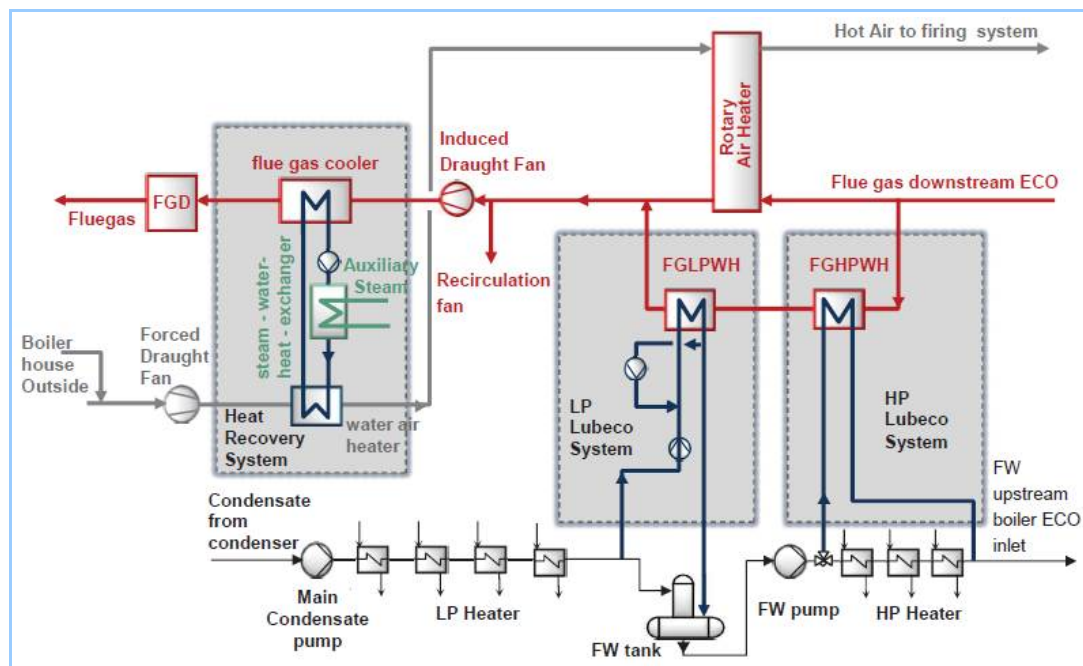 Hot Air to firing system
Rotary
Air Heater
Induced
Draught Fan
flue gas cooler
Flue gas downstream ECO
FGD
Fluegas
steam - water-
heat - exchanger
Auxiliary
Steam
Recirculation
fan
FGLPWH
FGHPWH
Boiler
house
Outside
Forced
Draught
Fan
Heat
Recovery
System
water air
heater
LP
Lubeco
System
HP
Lubeco
System
Condensate
from
condenser
FW
upstream
boiler ECO
inlet
Main
Condensate
pump
LP Heater
FW tank
FW pump
HP Heater